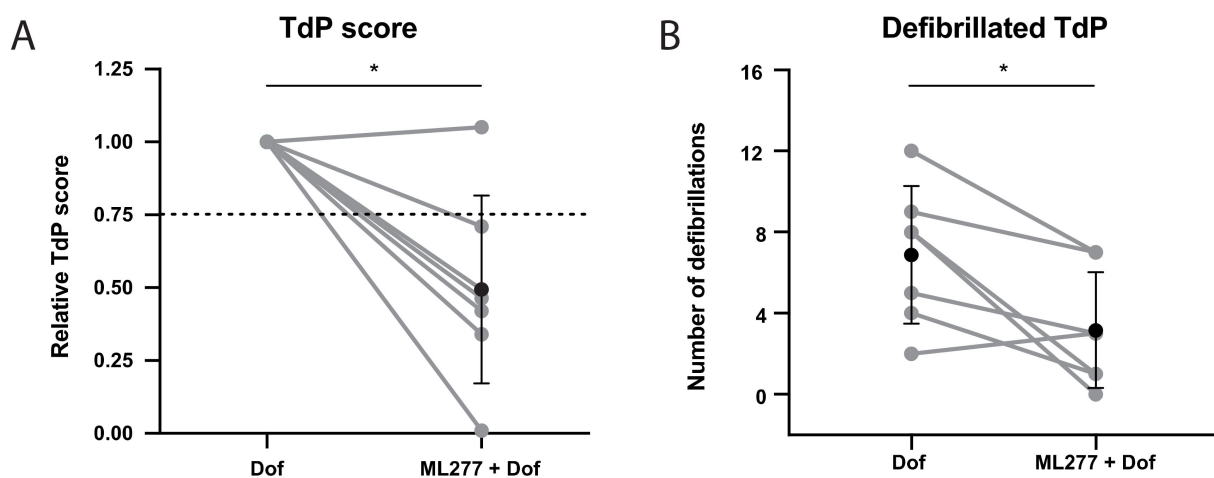 A
TdP score
*
Relative TdP score
1.25
1.00
0.75
0.50
0.25
0.00
Dof
ML277 + Dof
B
Defibrillated TdP
*
Number of defibrillations
16
12
8
4
0
Dof
ML277 + Dof